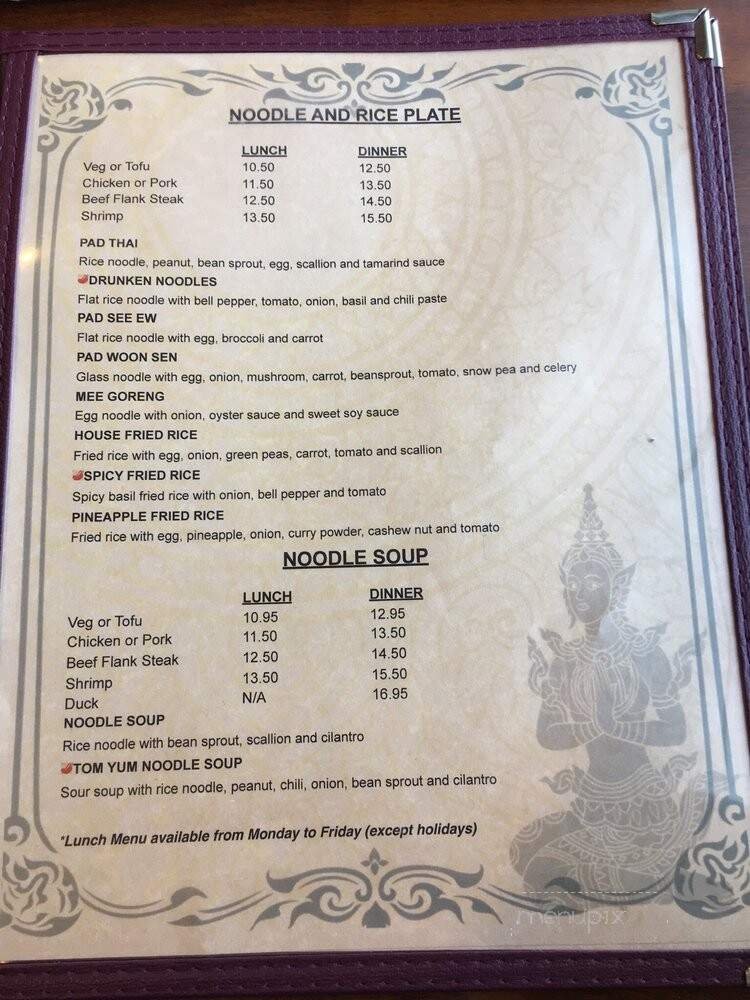 NOODLE AND RICE PLATE
LUNCH DINNER
Veg or Tofu 10.50 12.50
Chicken or Pork 11.50 13.50
Beef Flank Steak 12.50 14.50
Shrimp 13.50 15.50
PAD THAI
Rice noodle, peanut, bean sprout, egg, scallion and tamarind sauce
DRUNKEN NOODLES
Flat rice noodle with bell pepper, tomato, onion, basil and chili paste
PAD SEE EW
Flat rice noodle with egg, broccoli and carrot
PAD WOON SEN
Glass noodle with egg, onion, mushroom, carrot, beansprout, tomato, snow pea and celery
MEE GORENG
Egg noodle with onion, oyster sauce and sweet soy sauce
HOUSE FRIED RICE
Fried rice with egg, onion, green peas, carrot, tomato and scallion
SPICY FRIED RICE
Spicy basil fried rice with onion, bell pepper and tomato
PINEAPPLE FRIED RICE
Fried rice with egg, pineapple, onion, curry powder, cashew nut and tomato
NOODLE SOUP
LUNCH DINNER
Veg or Tofu 10.95 12.95
Chicken or Pork 11.50 13.50
Beef Flank Steak 12.50 14.50
Shrimp 13.50 15.50
Duck N/A 16.95
NOODLE SOUP
Rice noodle with bean sprout, scallion and cilantro
TOM YUM NOODLE SOUP
Sour soup with rice noodle, peanut, chili, onion, bean sprout and cilantro
*Lunch Menu available from Monday to Friday (except holidays)
menupix